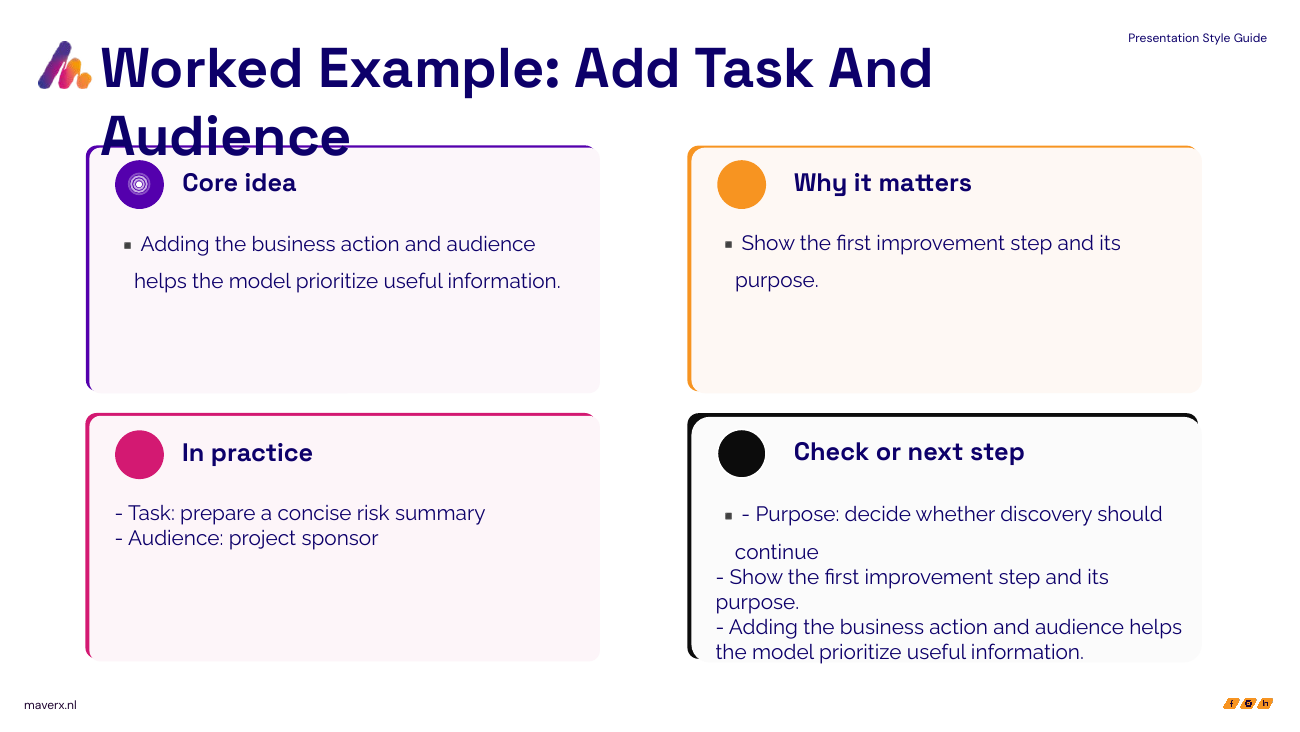 Presentation Style Guide
Worked Example: Add Task And
Audience
Core idea
▪ Adding the business action and audience
helps the model prioritize useful information.
Why it matters
▪ Show the first improvement step and its
purpose.
In practice
- Task: prepare a concise risk summary
- Audience: project sponsor
Check or next step
▪ - Purpose: decide whether discovery should
continue
- Show the first improvement step and its
purpose.
- Adding the business action and audience helps
the model prioritize useful information.
maverx.nl